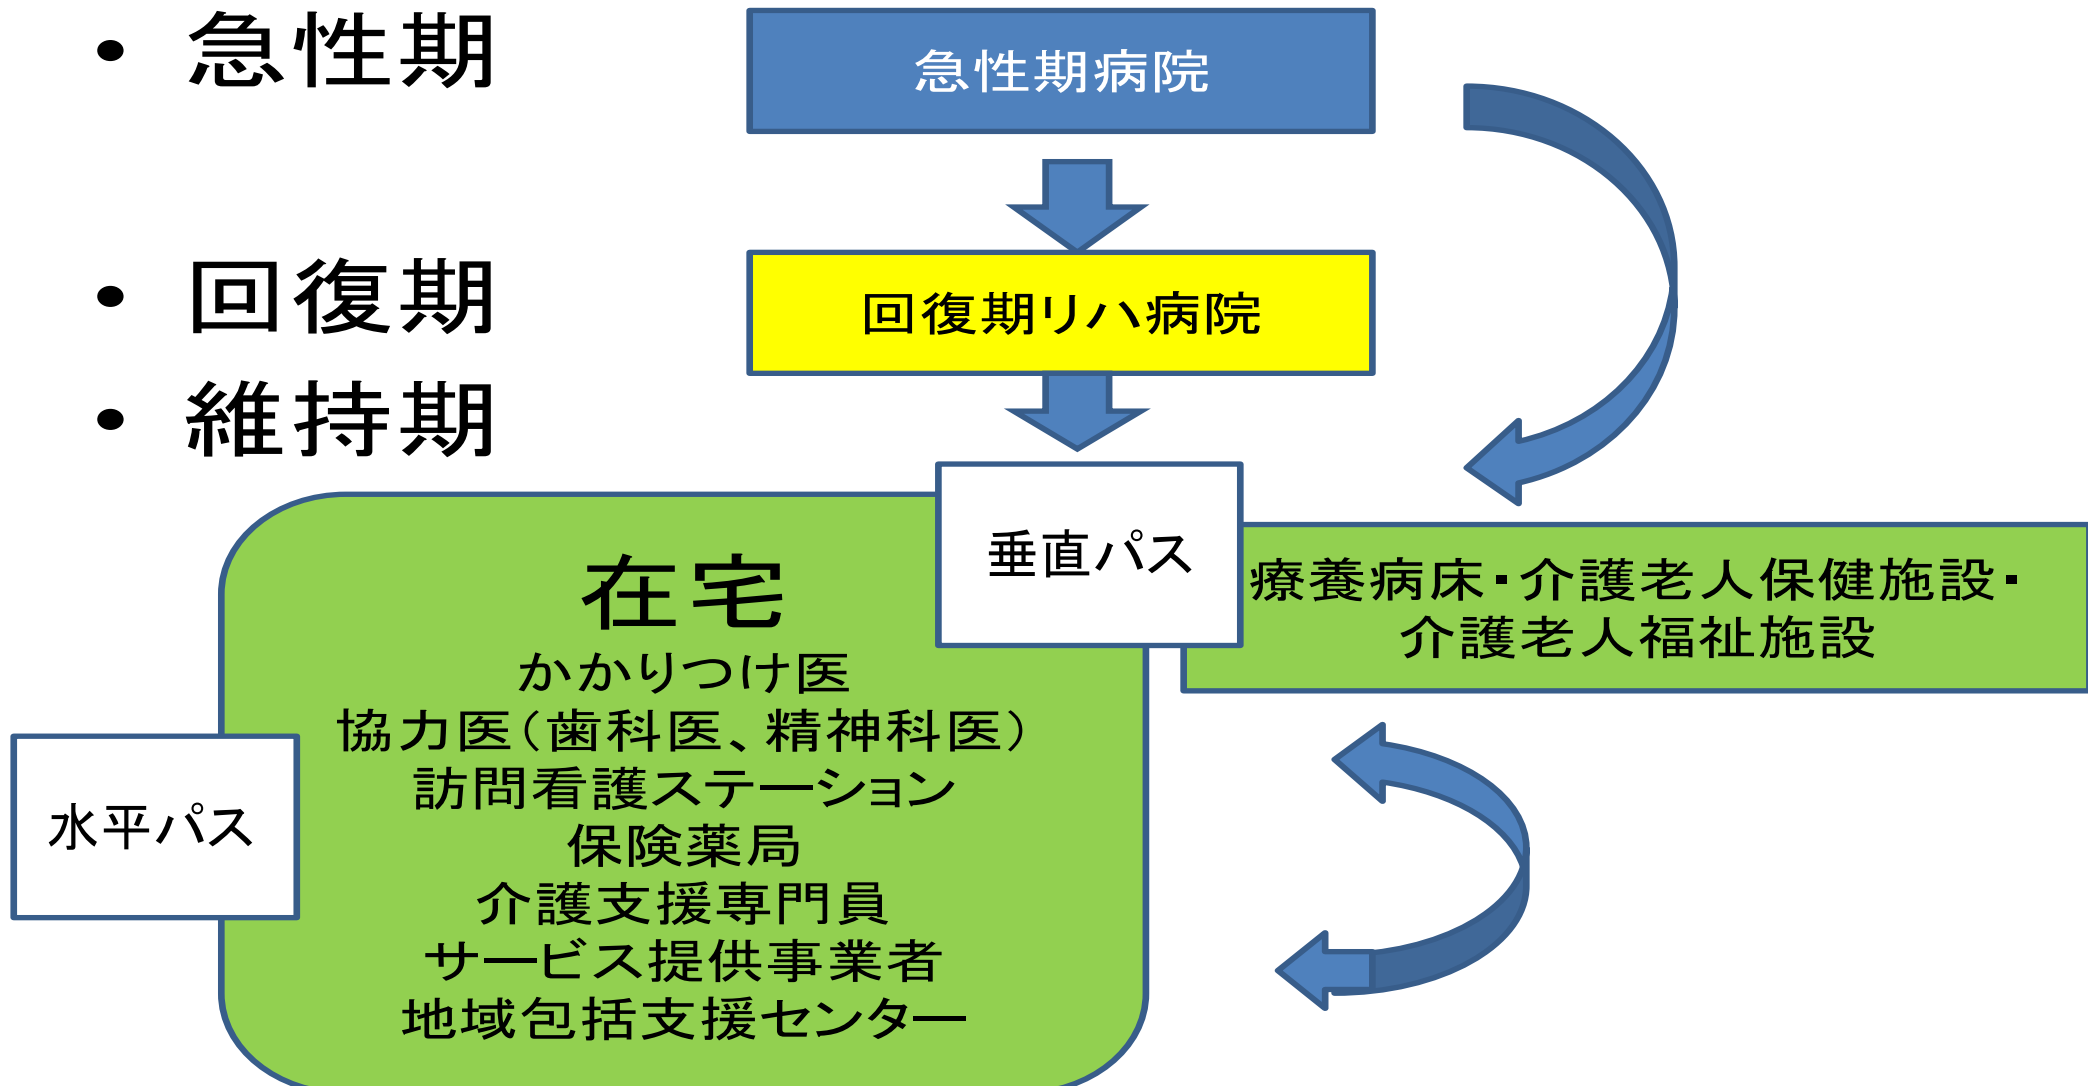 • 急性期
急性期病院
• 回復期
回復期リハ病院
• 維持期
垂直パス
療養病床・介護老人保健施設・
介護老人福祉施設
在宅
かかりつけ医
協力医（歯科医、精神科医）
訪問看護ステーション
保険薬局
介護支援専門員
サービス提供事業者
地域包括支援センター
水平パス